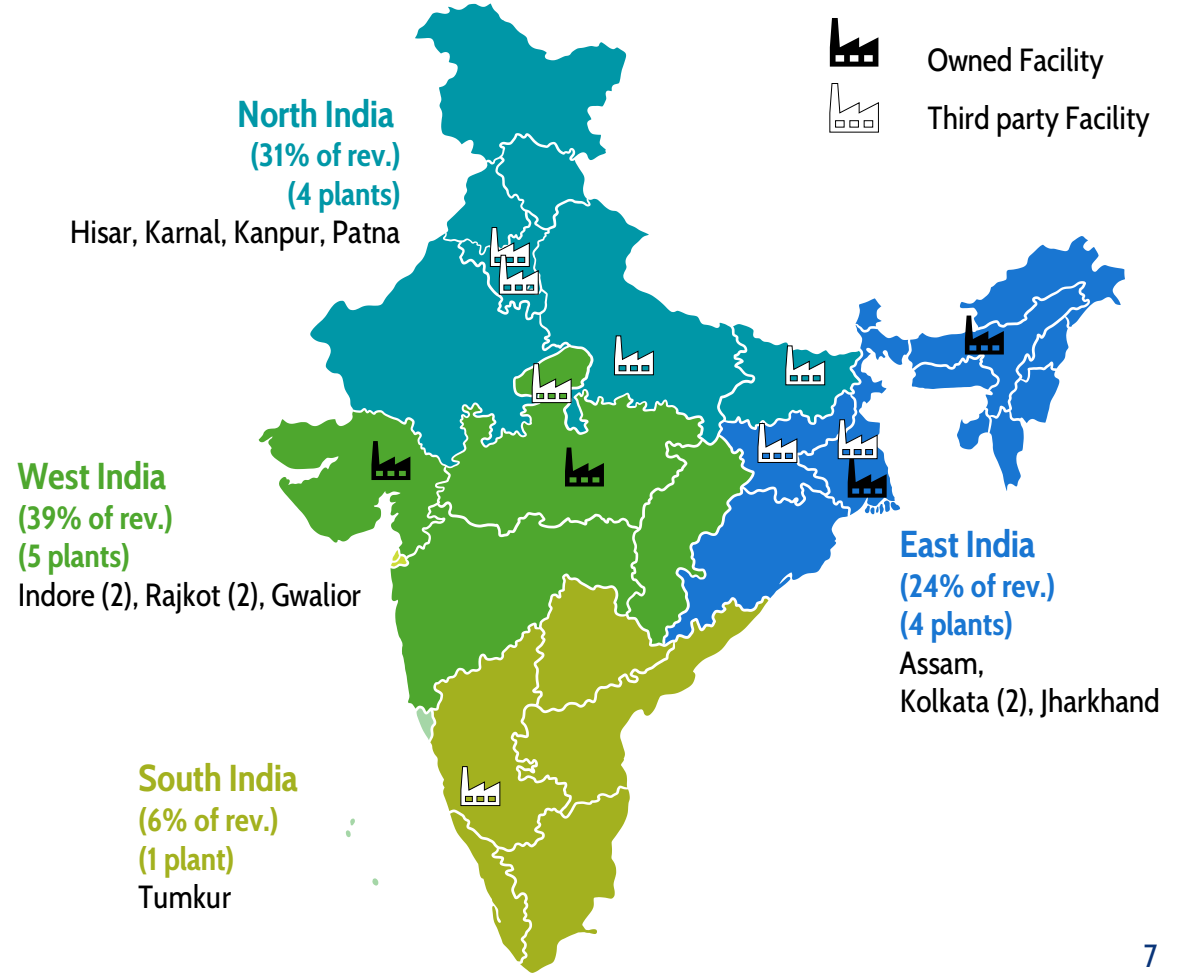 Owned Facility
Third party Facility
North India
(31% of rev.)
(4 plants)
Hisar, Karnal, Kanpur, Patna
West India
(39% of rev.)
(5 plants)
Indore (2), Rajkot (2), Gwalior
East India
(24% of rev.)
(4 plants)
Assam,
Kolkata (2), Jharkhand
South India
(6% of rev.)
(1 plant)
Tumkur
7